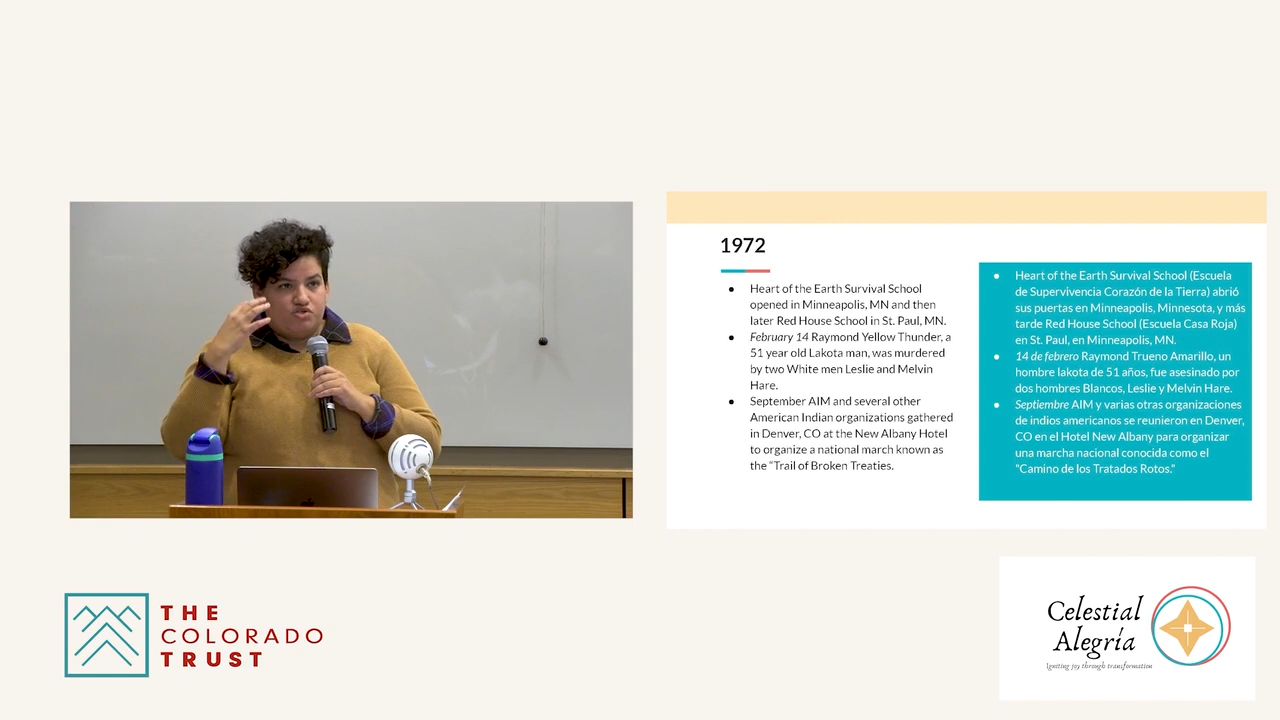 1972
Heart of the Earth Survival School
opened in Minneapolis, MN and then
later Red House School in St. Paul, MN.
February 14 Raymond Yellow Thunder, a
51 year old Lakota man, was murdered
by two White men Leslie and Melvin
Hare.
September AIM and several other
American Indian organizations gathered
in Denver, CO at the New Albany Hotel
to organize a national march known as
the "Trail of Broken Treaties.
Heart of the Earth Survival School (Escuela
de Supervivencia Corazón de la Tierra) abrió
sus puertas en Minneapolis, Minnesota, y más
tarde Red House School (Escuela Casa Roja)
en St. Paul, en Minneapolis, MN.
14 de febrero Raymond Trueno Amarillo, un
hombre lakota de 51 años, fue asesinado por
dos hombres Blancos, Leslie y Melvin Hare.
Septiembre AIM y varias otras organizaciones
de indios americanos se reunieron en Denver,
CO en el Hotel New Albany para organizar
una marcha nacional conocida como el
"Camino de los Tratados Rotos."
THE
COLORADO
TRUST
Celestial
Alegría
Igniting joy through transformation